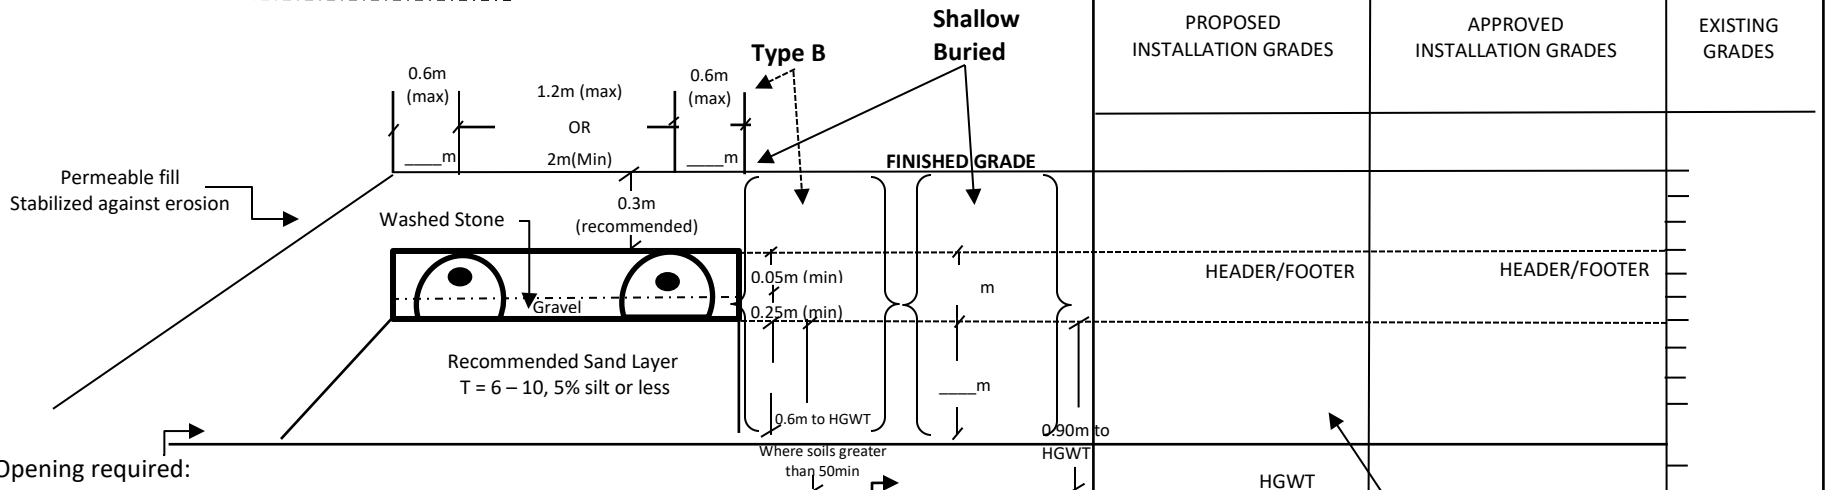 Shallow
Buried
Type B
PROPOSED
INSTALLATION GRADES
APPROVED
INSTALLATION GRADES
EXISTING
GRADES
0.6m
(max)
1.2m (max)
OR
2m(Min)
0.6m
(max)
____m
____m
FINISHED GRADE
Permeable fill
Stabilized against erosion
Washed Stone
0.3m
(recommended)
0.05m (min)
0.25m (min)
Gravel
m
HEADER/FOOTER
HEADER/FOOTER
Recommended Sand Layer
T = 6 – 10, 5% silt or less
____m
0.6m to HGWT
0.90m to
HGWT
Where soils greater
than 50min
Opening required:
HGWT